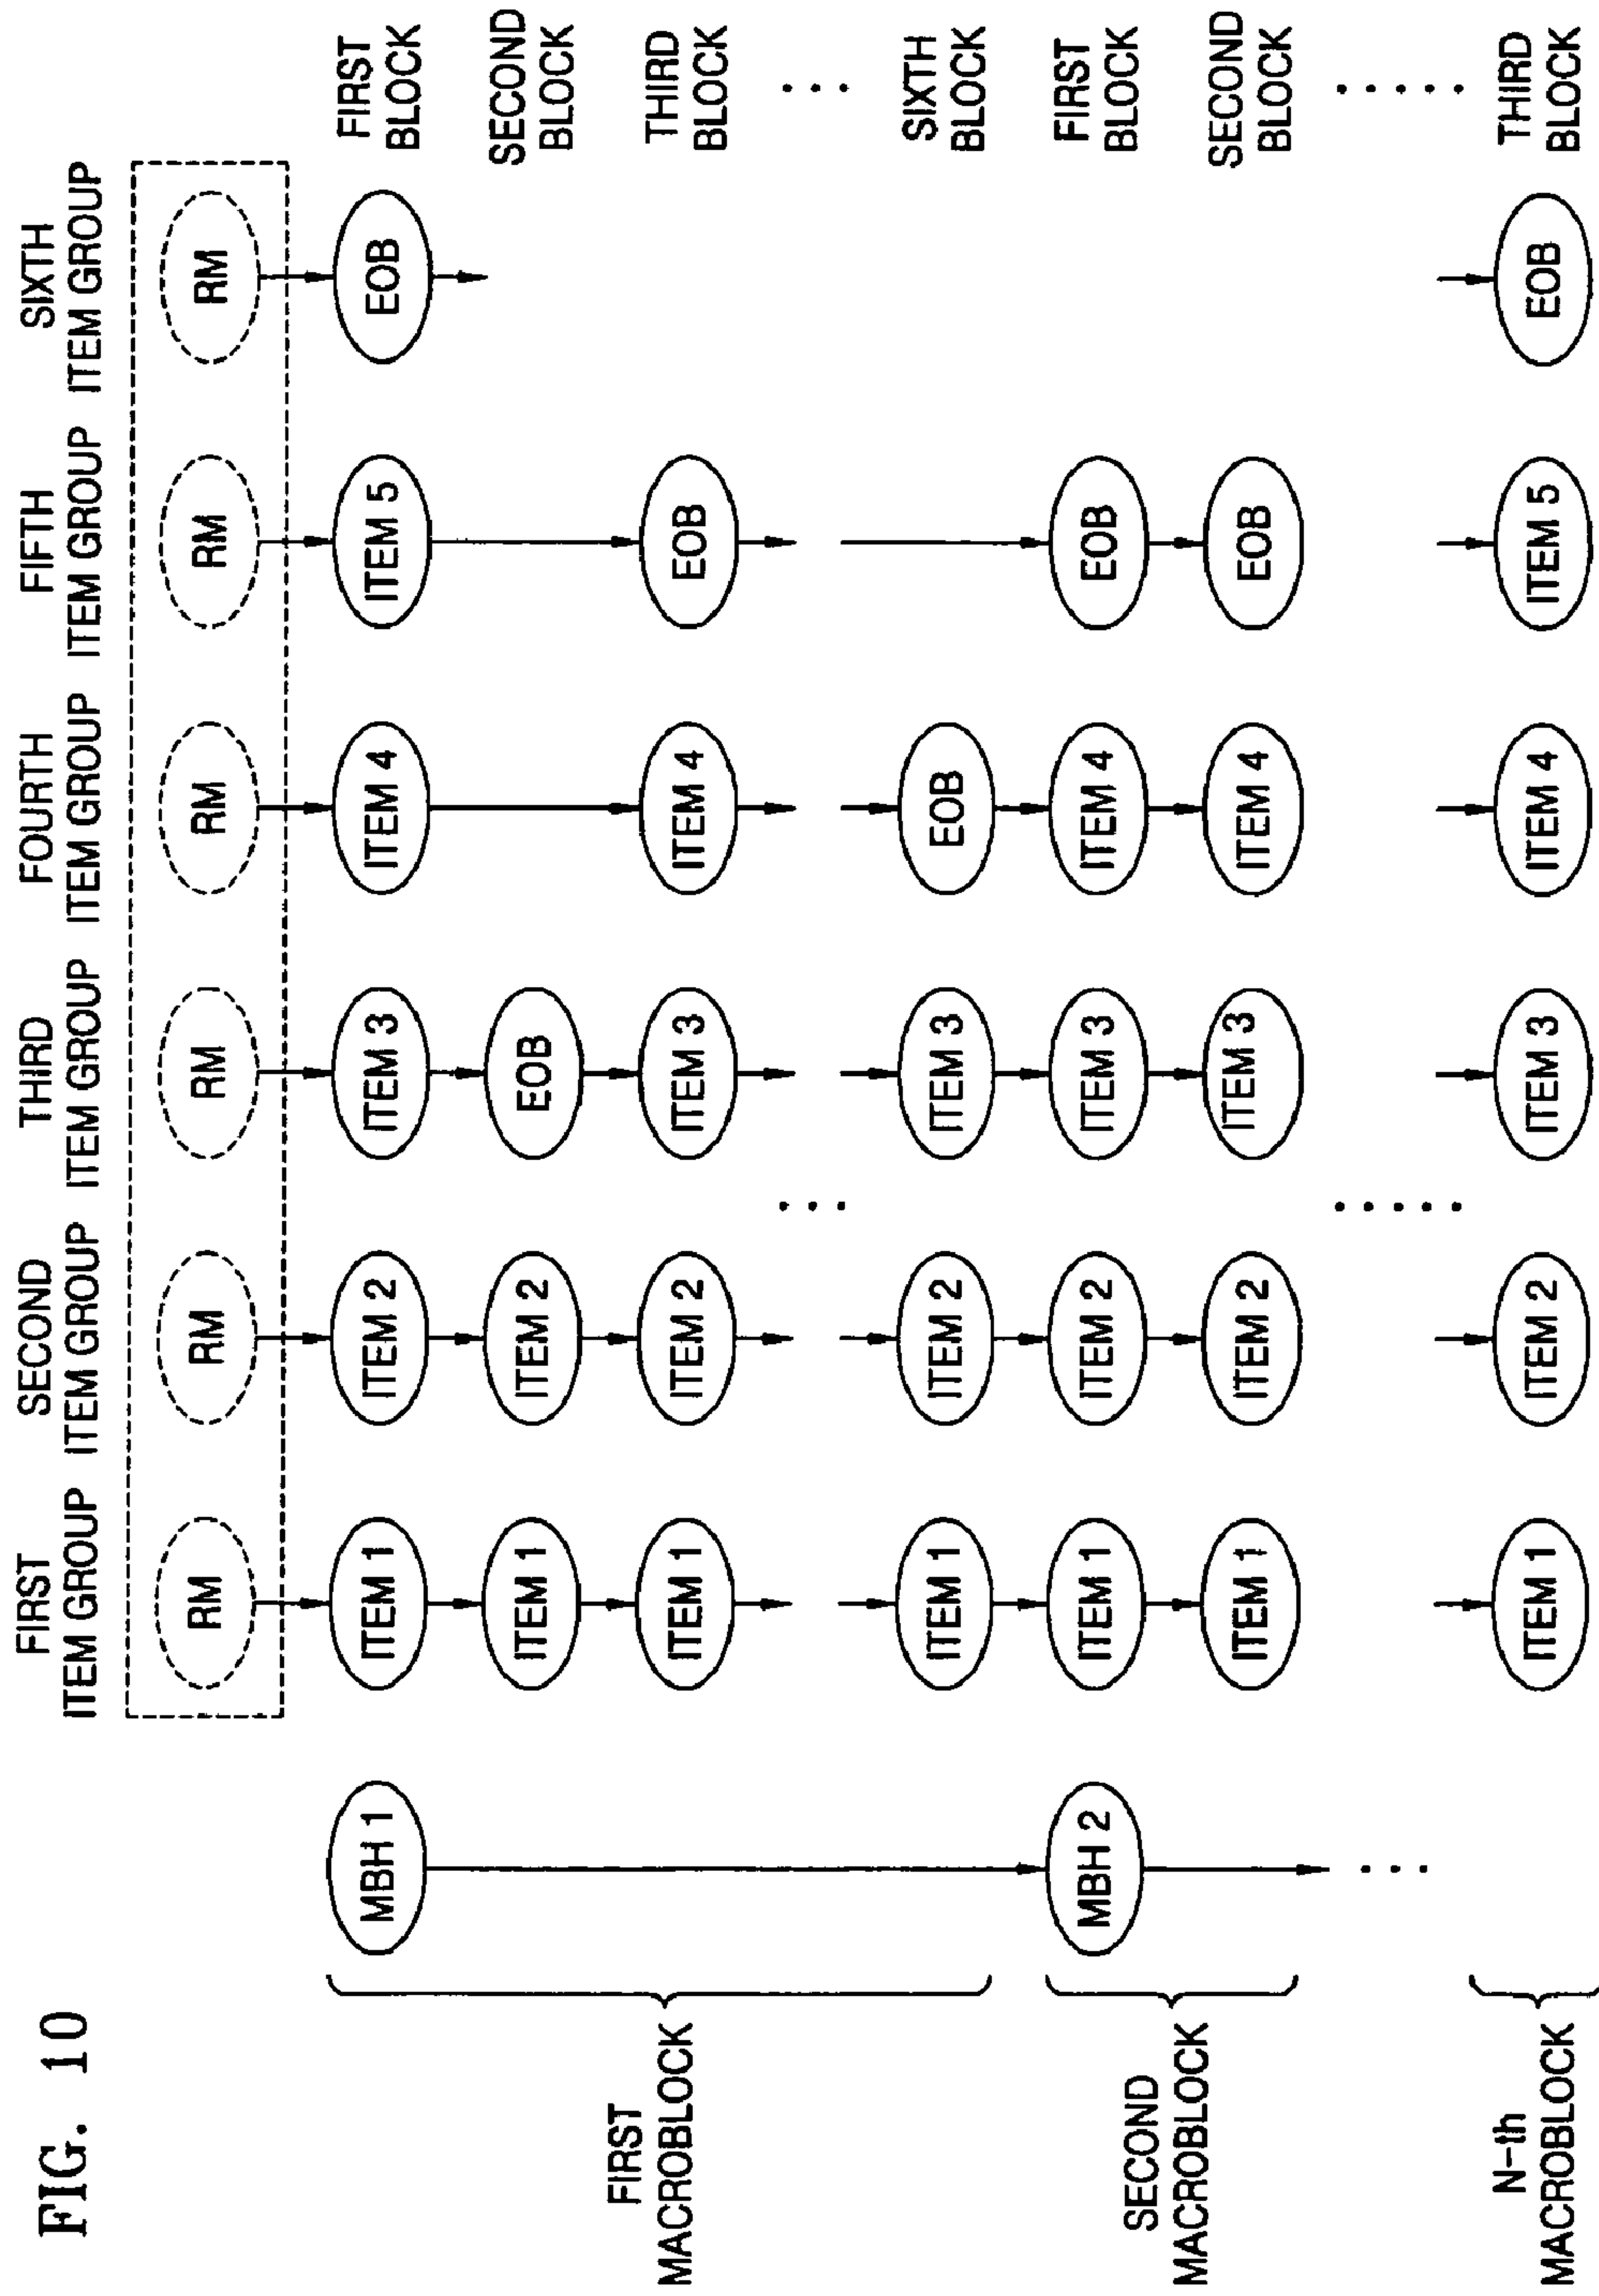 FIG. 10
FIRST
ITEM GROUP
SECOND
ITEM GROUP
THIRD
ITEM GROUP
FOURTH
ITEM GROUP
FIFTH
ITEM GROUP
SIXTH
ITEM GROUP
RM
RM
RM
RM
RM
RM
FIRST
MACROBLOCK
MBH 1
ITEM 1
ITEM 2
ITEM 3
ITEM 4
ITEM 5
EOB
FIRST
BLOCK
ITEM 1
ITEM 2
EOB
SECOND
BLOCK
ITEM 1
ITEM 2
ITEM 3
ITEM 4
EOB
THIRD
BLOCK
ITEM 1
ITEM 2
ITEM 3
EOB
SIXTH
BLOCK
SECOND
MACROBLOCK
MBH 2
ITEM 1
ITEM 2
ITEM 3
ITEM 4
EOB
FIRST
BLOCK
ITEM 1
ITEM 2
ITEM 3
ITEM 4
EOB
SECOND
BLOCK
N-th
MACROBLOCK
ITEM 1
ITEM 2
ITEM 3
ITEM 4
ITEM 5
EOB
THIRD
BLOCK